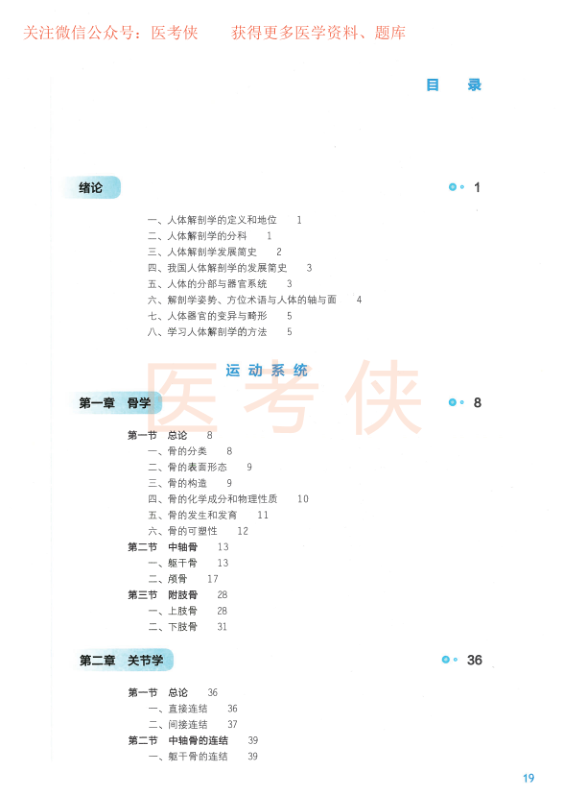 关注微信公众号：医考侠 获得更多医学资料、题库
目 录
绪论 1
一、人体解剖学的定义和地位 1
二、人体解剖学的分科 1
三、人体解剖学发展简史 2
四、我国人体解剖学的发展简史 3
五、人体的分部与器官系统 3
六、解剖学姿势、方位术语与人体的轴与面 4
七、人体器官的变异与畸形 5
八、学习人体解剖学的方法 5
运动系统
医考侠
第一章 骨学 8
第一节 总论 8
一、骨的分类 8
二、骨的表面形态 9
三、骨的构造 9
四、骨的化学成分和物理性质 10
五、骨的发生和发育 11
六、骨的可塑性 12
第二节 中轴骨 13
一、躯干骨 13
二、颅骨 17
第三节 附肢骨 28
一、上肢骨 28
二、下肢骨 31
第二章 关节学 36
第一节 总论 36
一、直接连结 36
二、间接连结 37
第二节 中轴骨的连结 39
一、躯干骨的连结 39
19